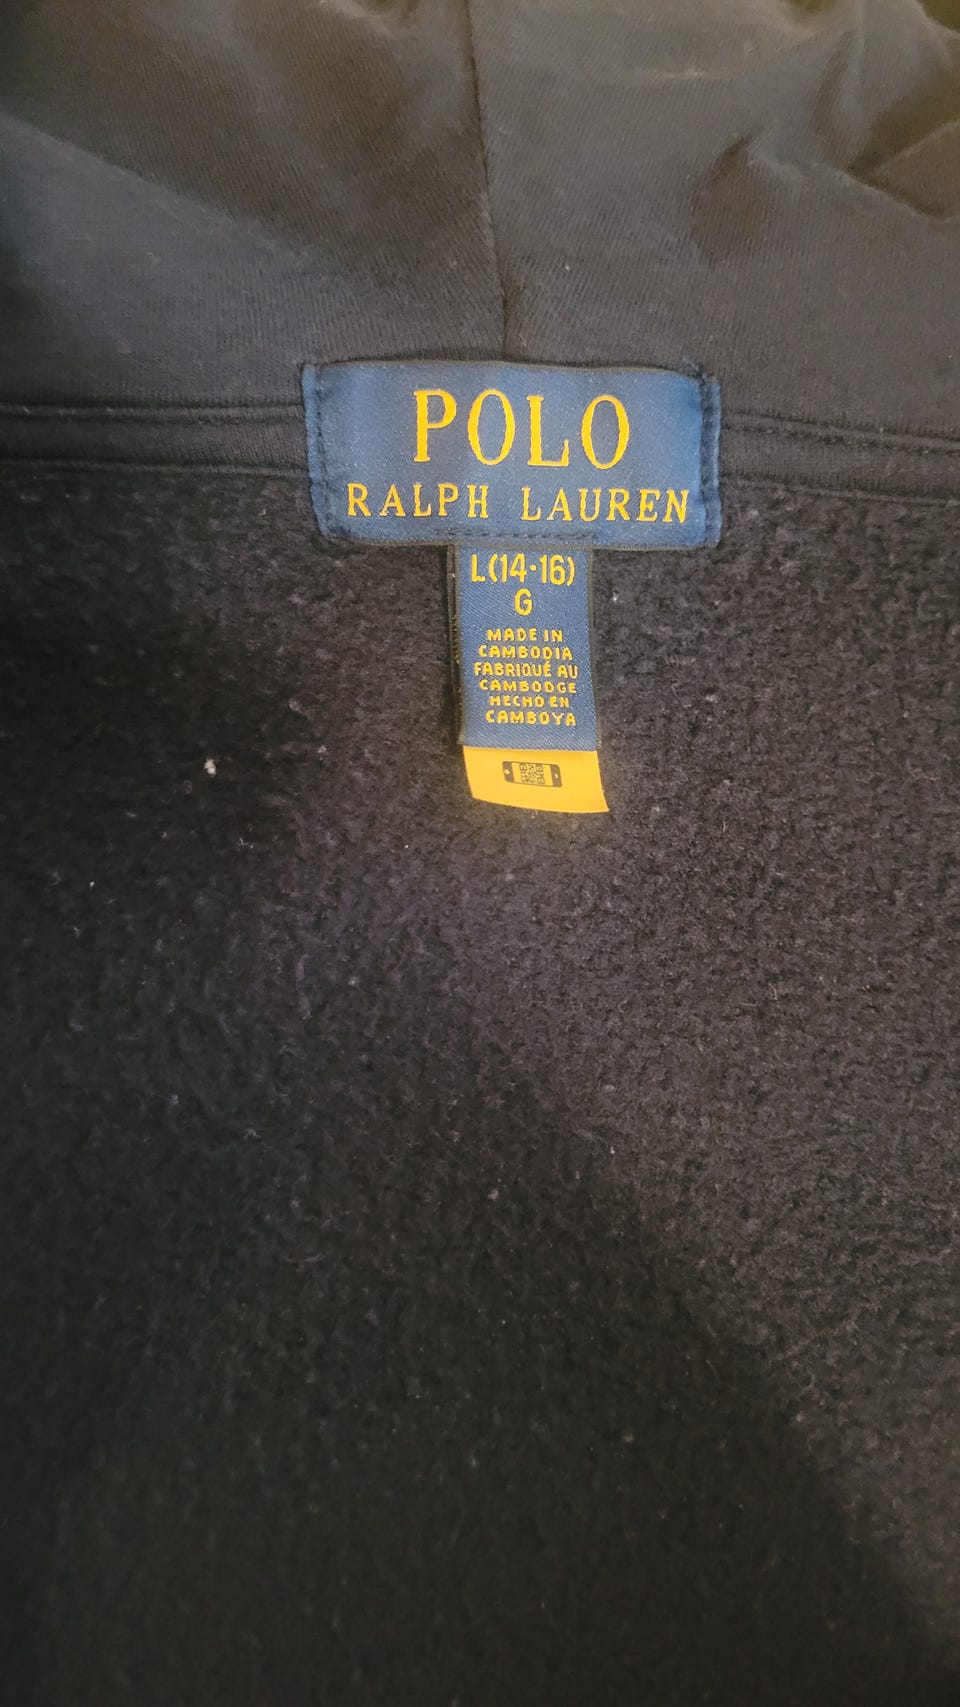 POLO
RALPH LAUREN
L(14-16)
G
MADE IN
CAMBODIA
FABRIQUÉ AU
CAMBODGE
HECHO EN
CAMBOYA